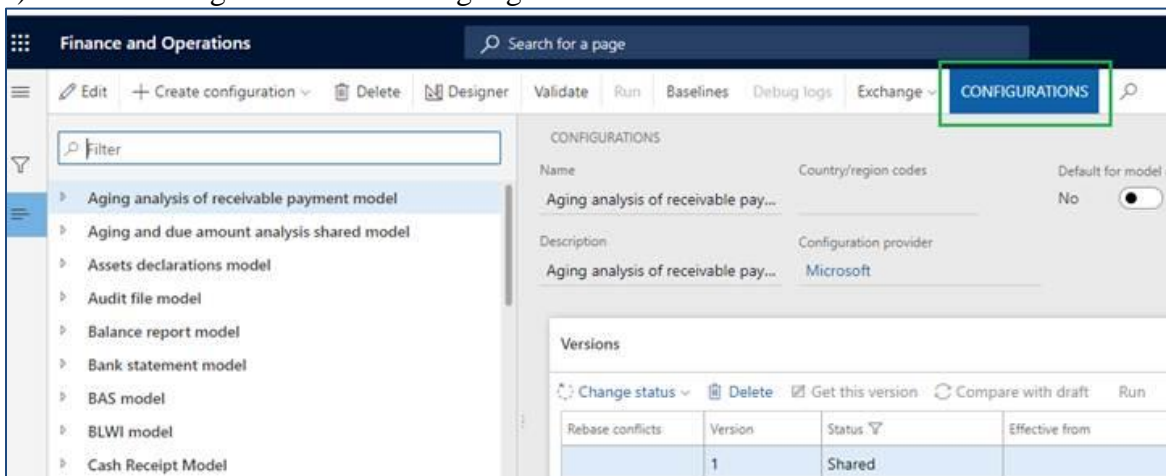 Finance and Operations
Search for a page
Edit + Create configuration Delete Designer Validate Run Baselines Debug logs Exchange CONFIGURATIONS
Filter
Aging analysis of receivable payment model
Aging and due amount analysis shared model
Assets declarations model
Audit file model
Balance report model
Bank statement model
BAS model
BLWI model
Cash Receipt Model
CONFIGURATIONS
Name Country/region codes Default for model
Aging analysis of receivable pay... No
Description Configuration provider
Aging analysis of receivable pay... Microsoft
Versions
Change status Delete Get this version Compare with draft Run
Rebase conflicts Version Status Effective from
1 Shared